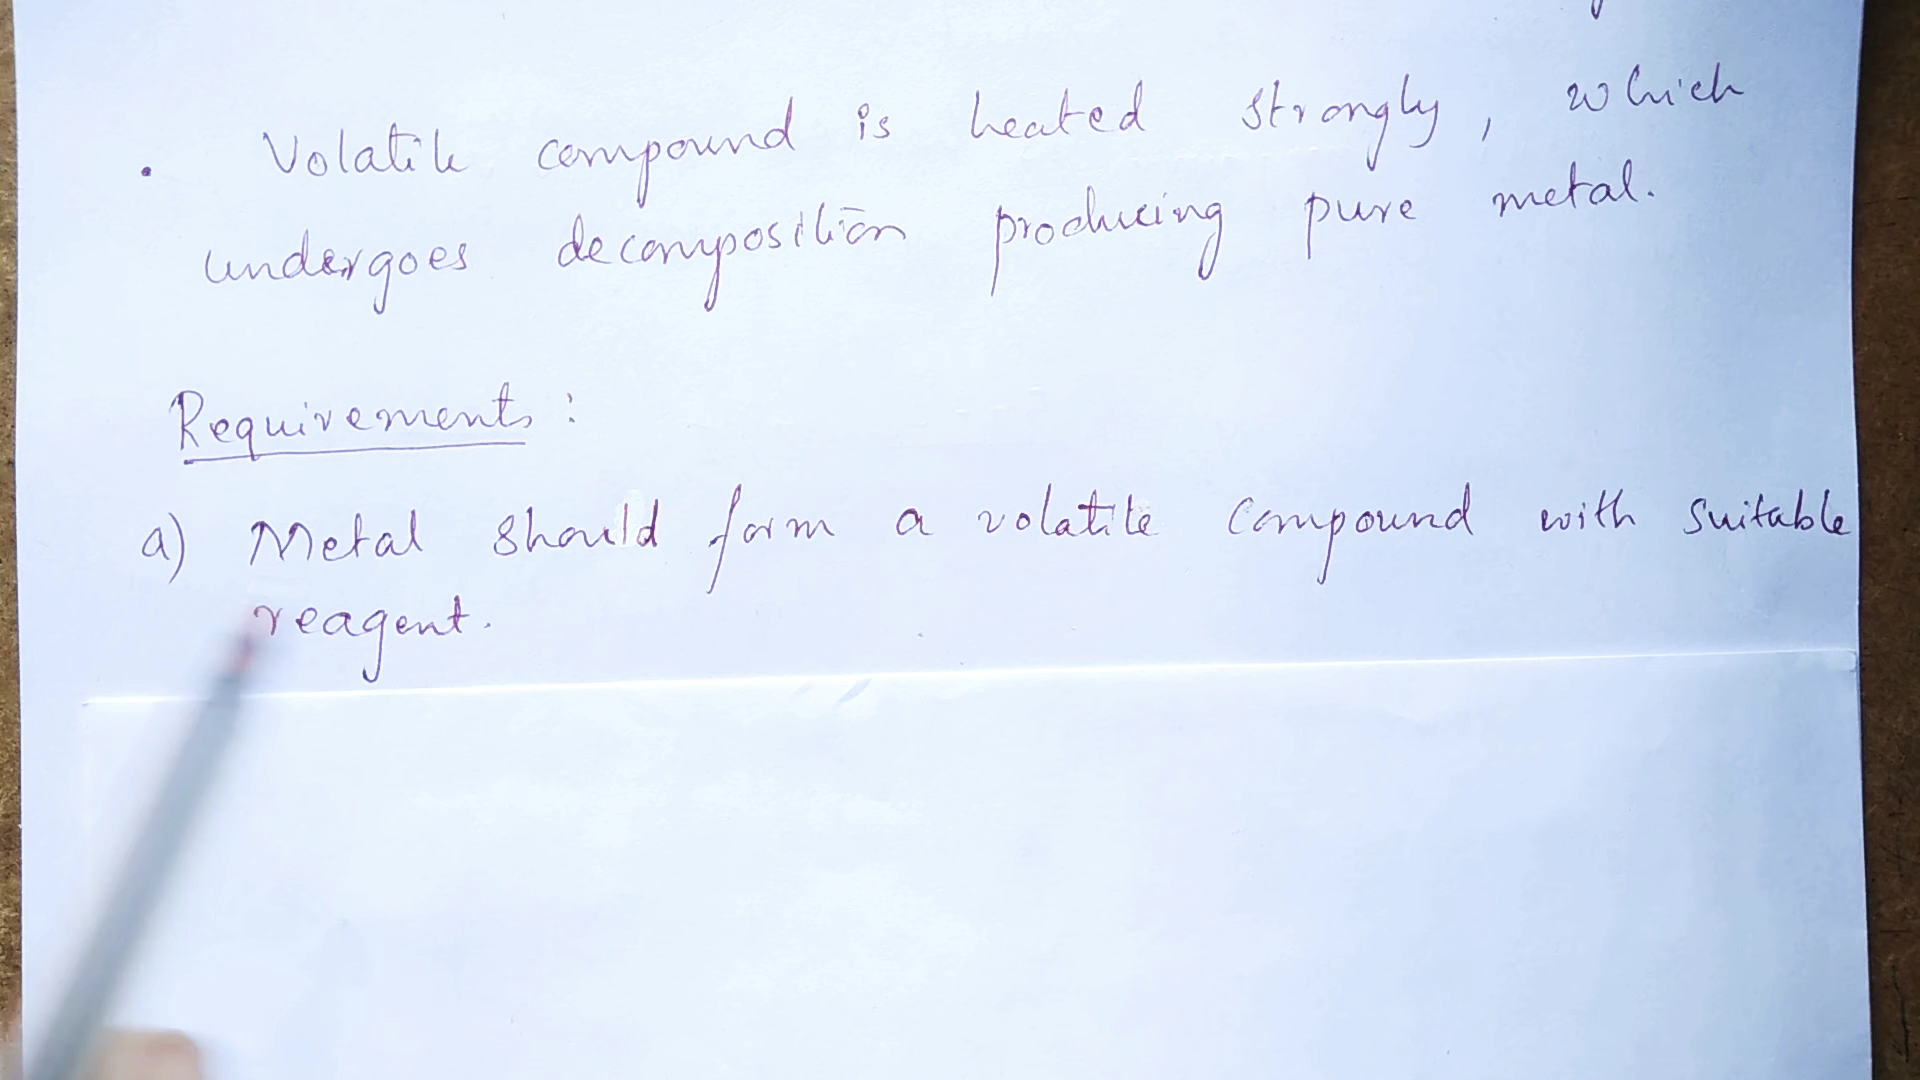 . Volatile compound is heated strongly, which
undergoes decomposition producing pure metal.
Requirements:
a) Metal should form a volatile compound with suitable
reagent.